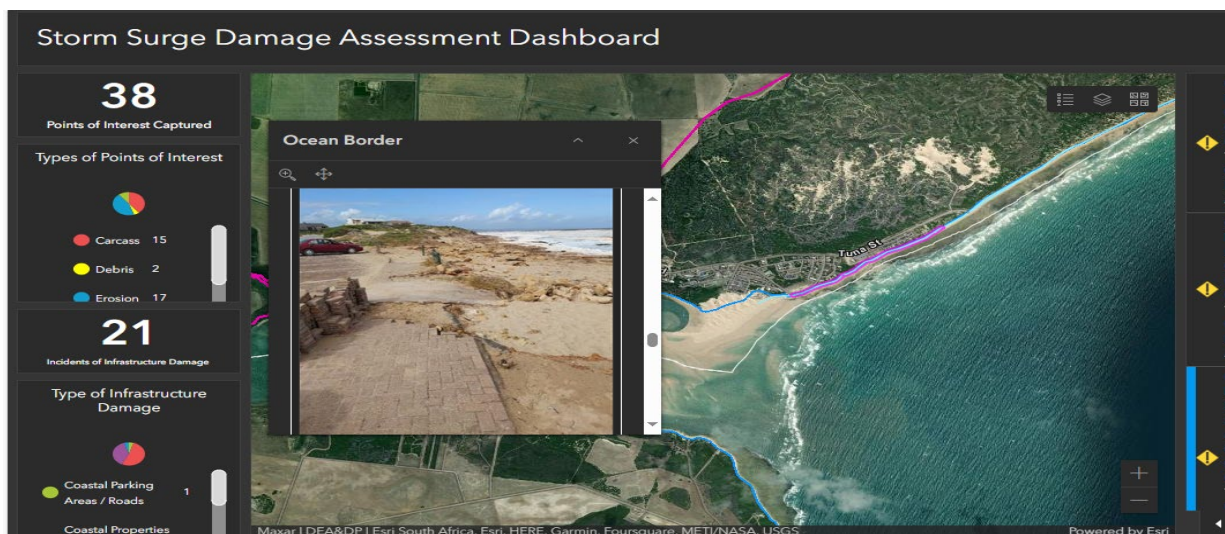 Storm Surge Damage Assessment Dashboard
38
Points of Interest Captured
Types of Points of Interest
Carcass 15
Debris 2
Erosion 17
21
Incidents of Infrastructure Damage
Type of Infrastructure
Damage
Coastal Parking
Areas / Roads 1
Coastal Properties
Ocean Border
Tuna St
Maxar | DEA&DP | Esri South Africa, Esri, HERE, Garmin, Foursquare, METI/NASA, USGS
Powered by Esri